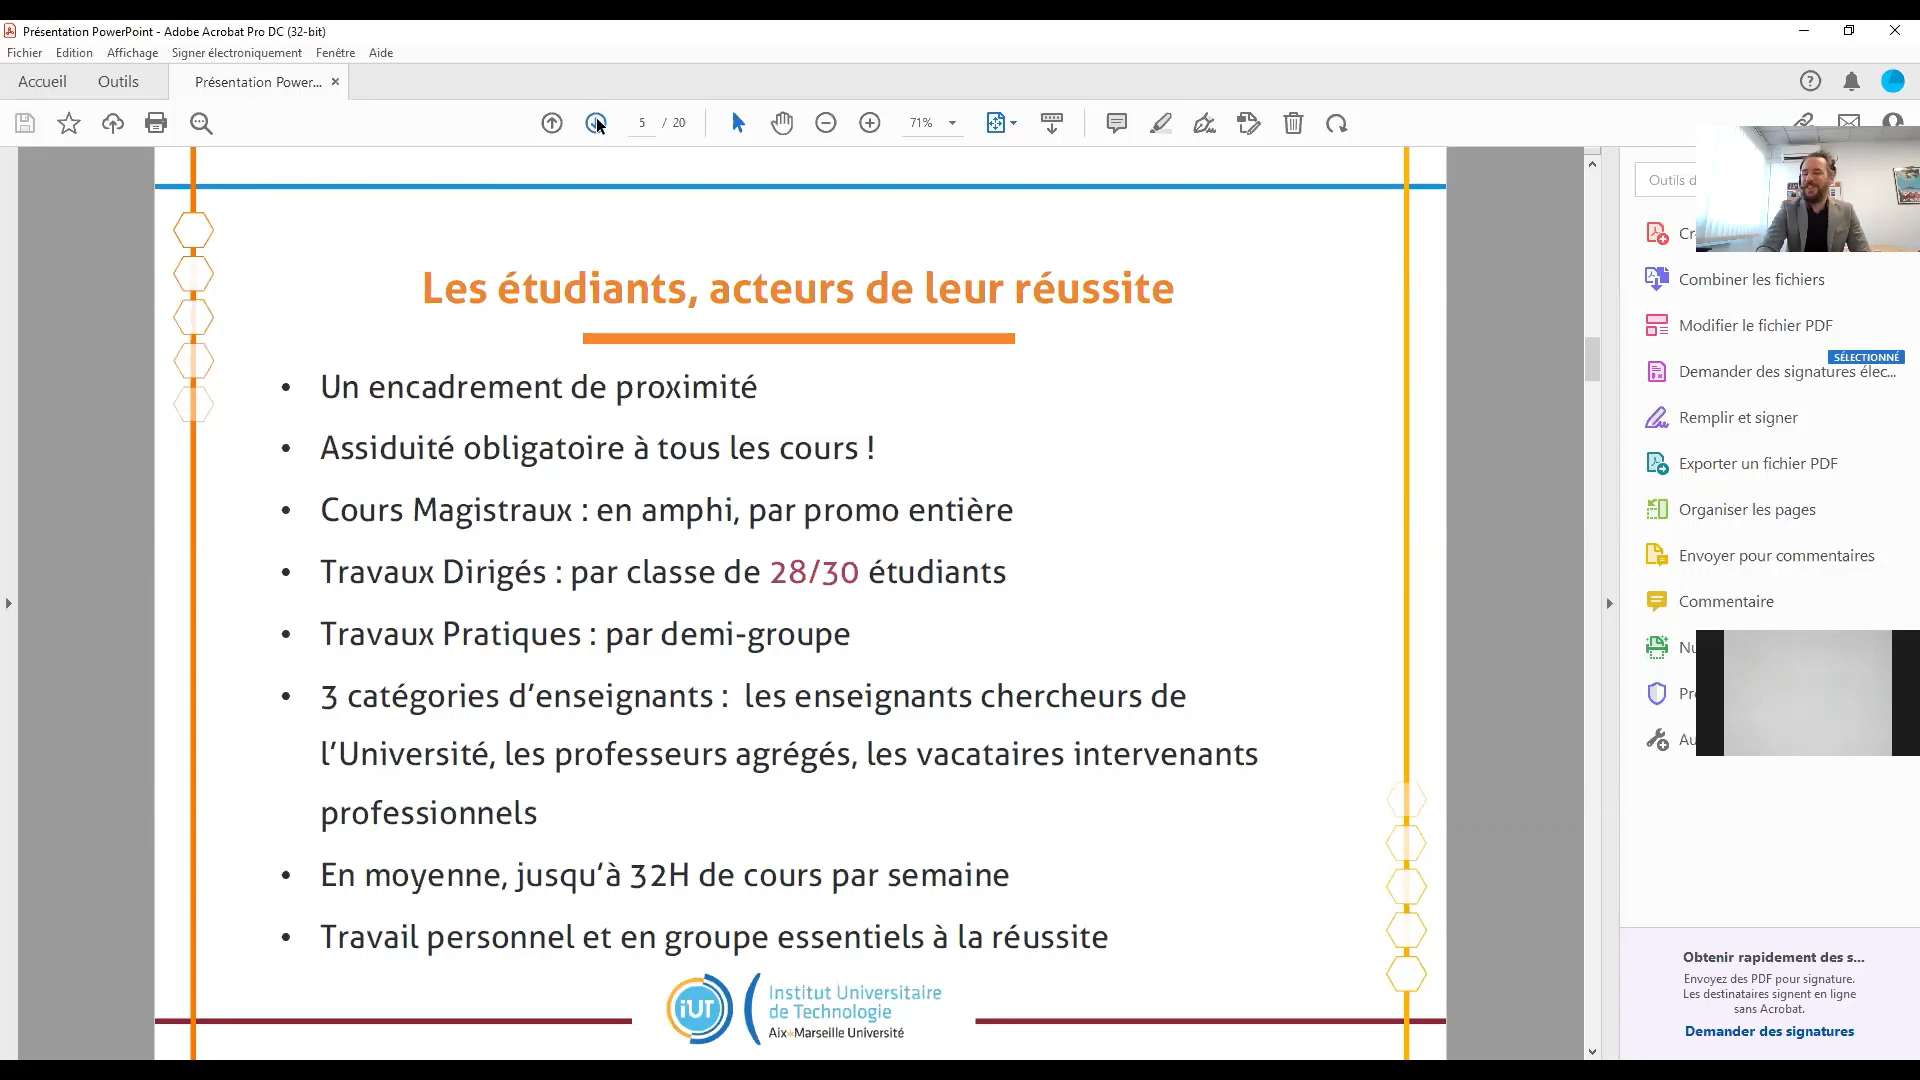 Présentation PowerPoint - Adobe Acrobat Pro DC (32-bit)
Fichier Edition Affichage Signer électroniquement Fenêtre Aide
Accueil Outils Présentation Power... ×
5 / 20 71%
Outils d
Les étudiants, acteurs de leur réussite
• Un encadrement de proximité
• Assiduité obligatoire à tous les cours !
• Cours Magistraux : en amphi, par promo entière
• Travaux Dirigés : par classe de 28/30 étudiants
• Travaux Pratiques : par demi-groupe
• 3 catégories d’enseignants : les enseignants chercheurs de
l’Université, les professeurs agrégés, les vacataires intervenants
professionnels
• En moyenne, jusqu’à 32H de cours par semaine
• Travail personnel et en groupe essentiels à la réussite
iUT Institut Universitaire
de Technologie
Aix*Marseille Université
Cr
Combiner les fichiers
Modifier le fichier PDF
SÉLECTIONNÉ
Demander des signatures élec...
Remplir et signer
Exporter un fichier PDF
Organiser les pages
Envoyer pour commentaires
Commentaire
Nu
Pr
Au
Obtenir rapidement des s...
Envoyez des PDF pour signature.
Les destinataires signent en ligne
sans Acrobat.
Demander des signatures